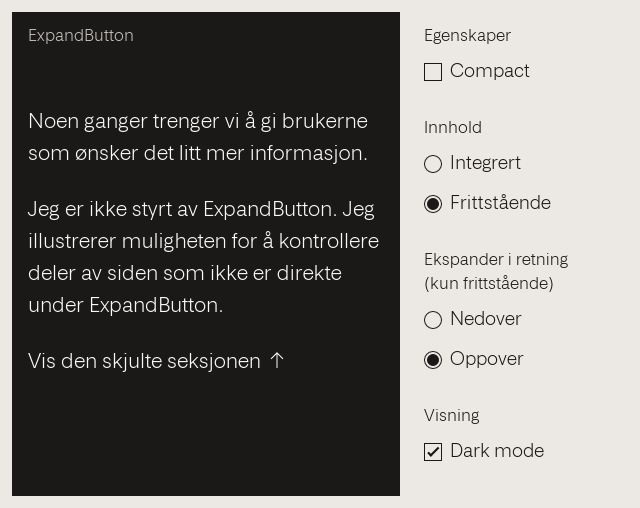 ExpandButton
Noen ganger trenger vi å gi brukerne
som ønsker det litt mer informasjon.
Jeg er ikke styrt av ExpandButton. Jeg
illustrerer muligheten for å kontrollere
deler av siden som ikke er direkte
under ExpandButton.
Vis den skjulte seksjonen ↑
Egenskaper
Compact
Innhold
Integrert
Frittstående
Ekspander i retning
(kun frittstående)
Nedover
Oppover
Visning
Dark mode